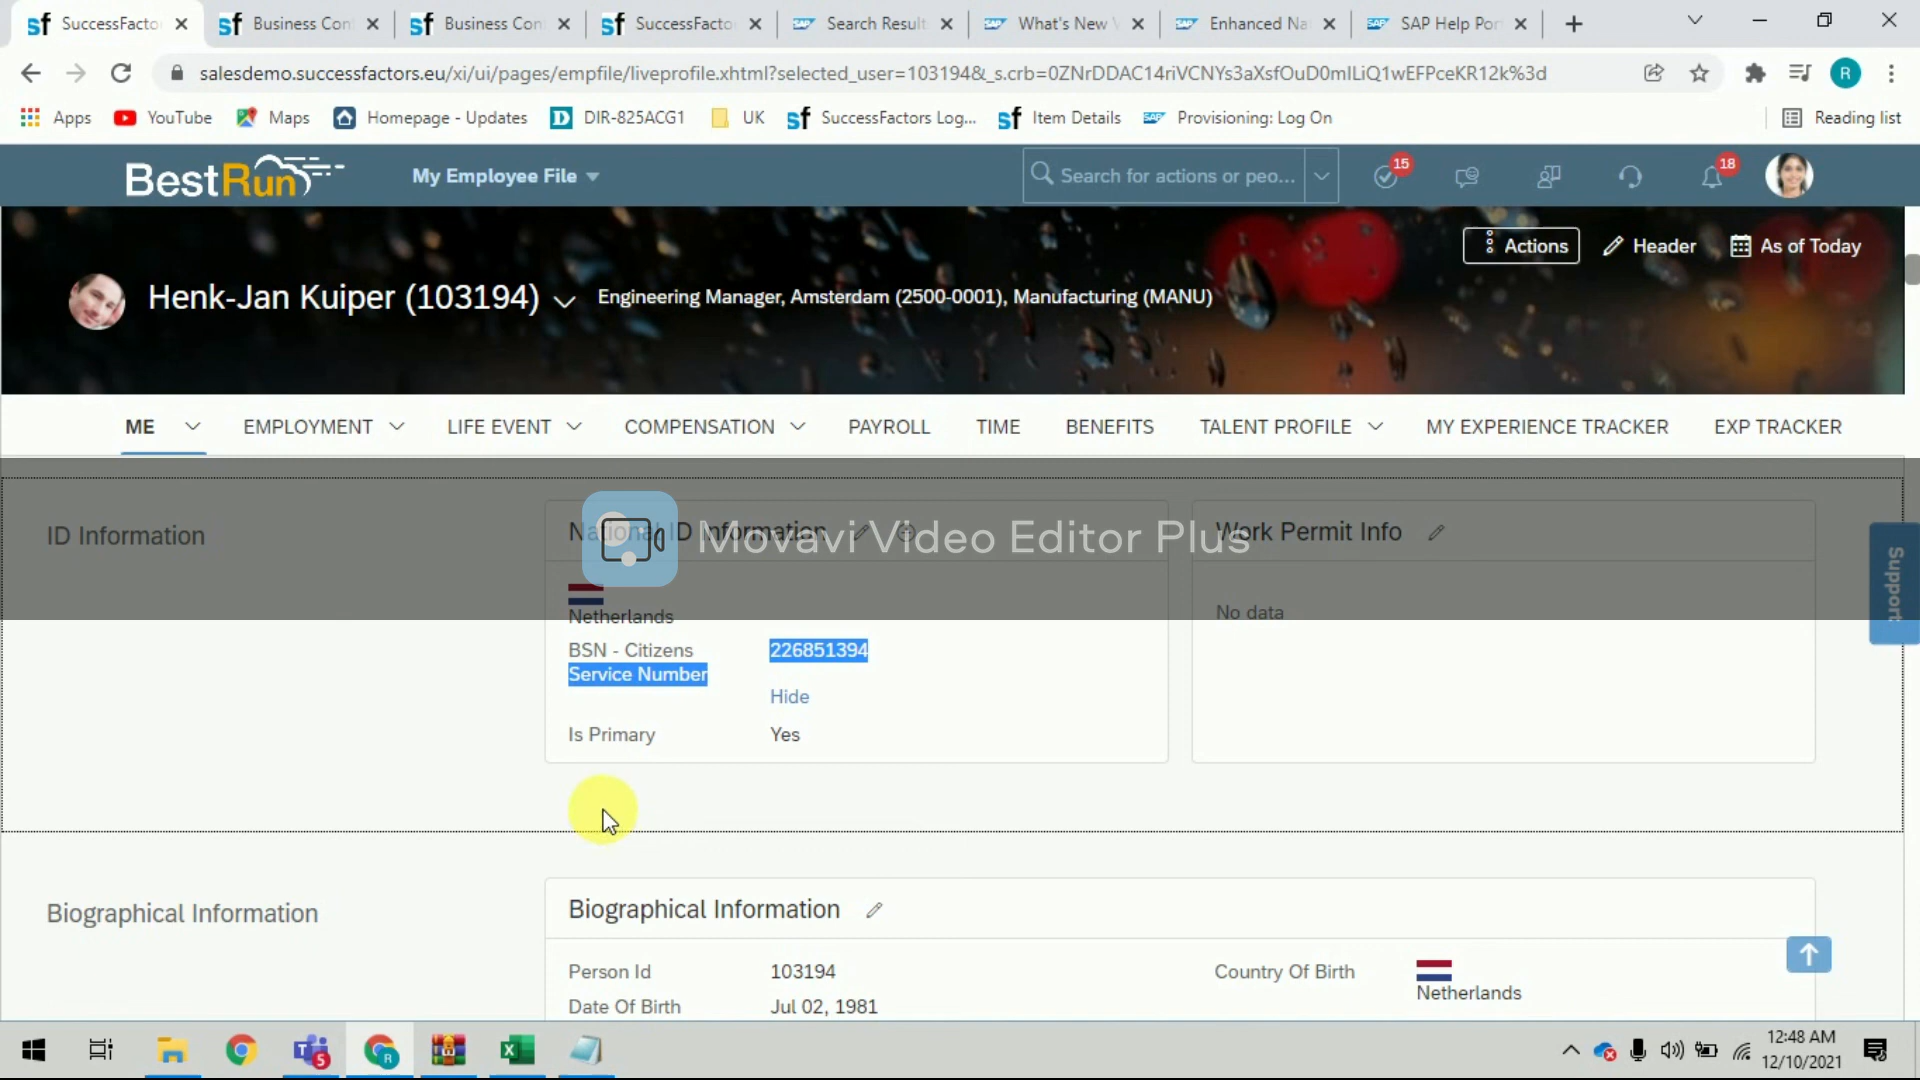 SuccessFacto
Business Con
Business Con
SuccessFacto
Search Result
What's New V
Enhanced Na
SAP Help Por
salesdemo.successfactors.eu/xi/ui/pages/empfile/liveprofile.xhtml?selected_user=103194&_s.crb=0ZNrDDAC14riVCNYs3aXsfOuD0mlLiQ1wEFPceKR12k%3d
R
Apps
YouTube
Maps
Homepage - Updates
DIR-825ACG1
UK
SuccessFactors Log...
Item Details
Provisioning: Log On
Reading list
BestRun
My Employee File
Search for actions or peo...
15
18
Actions
Header
As of Today
Henk-Jan Kuiper (103194)
Engineering Manager, Amsterdam (2500-0001), Manufacturing (MANU)
ME
EMPLOYMENT
LIFE EVENT
COMPENSATION
PAYROLL
TIME
BENEFITS
TALENT PROFILE
MY EXPERIENCE TRACKER
EXP TRACKER
ID Information
National ID Information
Movavi Video Editor Plus
Work Permit Info
Support
Netherlands
No data
BSN - Citizens
Service Number
226851394
Hide
Is Primary
Yes
Biographical Information
Biographical Information
Person Id
103194
Country Of Birth
Netherlands
Date Of Birth
Jul 02, 1981
5
R
12:48 AM
12/10/2021